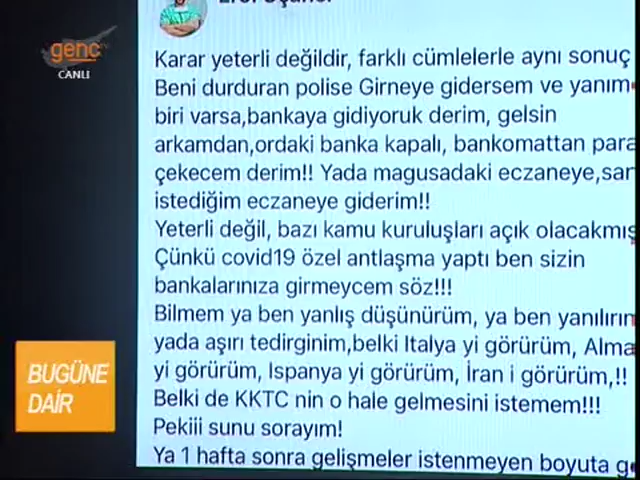 genc
CANLI
Karar yeterli değildir, farklı cümlelerle aynı sonuç
Beni durduran polise Girneye gidersem ve yanım
biri varsa,bankaya gidiyoruk derim, gelsin
arkamdan,ordaki banka kapalı, bankomattan para
çekecem derim!! Yada magusadaki eczaneye,san
istediğim eczaneye giderim!!
Yeterli değil, bazı kamu kuruluşları açık olacakmış
Çünkü covid19 özel antlaşma yaptı ben sizin
bankalarınıza girmeycem söz!!!
Bilmem ya ben yanlış düşünürüm, ya ben yanılırım
yada aşırı tedirginim,belki Italya yi görürüm, Alma
yi görürüm, Ispanya yi görürüm, İran i görürüm,!!
Belki de KKTC nin o hale gelmesini istemem!!!
Pekiii sunu sorayım!
Ya 1 hafta sonra gelişmeler istenmeyen boyuta g
BUGÜNE
DAİR